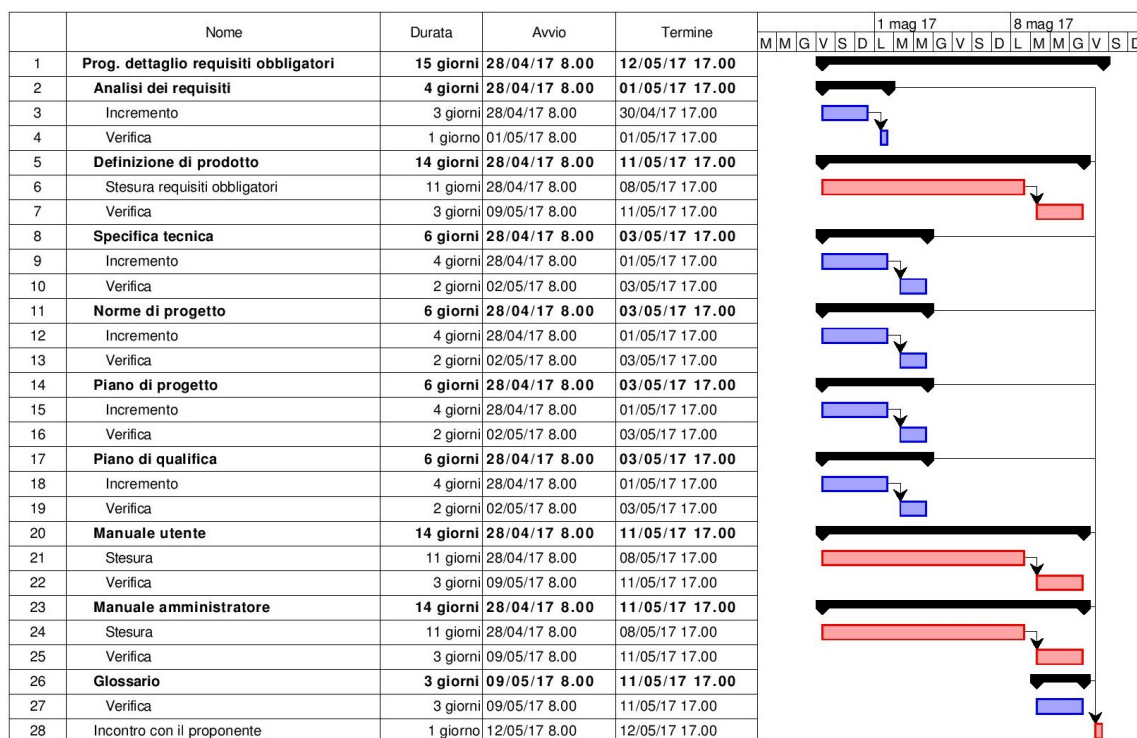 Nome Durata Avvio Termine 1 mag 17 8 mag 17
M M G V S D L M M G V S D L M M G V S D
1 Prog. dettaglio requisiti obbligatori 15 giorni 28/04/17 8.00 12/05/17 17.00
2 Analisi dei requisiti 4 giorni 28/04/17 8.00 01/05/17 17.00
3 Incremento 3 giorni 28/04/17 8.00 30/04/17 17.00
4 Verifica 1 giorno 01/05/17 8.00 01/05/17 17.00
5 Definizione di prodotto 14 giorni 28/04/17 8.00 11/05/17 17.00
6 Stesura requisiti obbligatori 11 giorni 28/04/17 8.00 08/05/17 17.00
7 Verifica 3 giorni 09/05/17 8.00 11/05/17 17.00
8 Specifica tecnica 6 giorni 28/04/17 8.00 03/05/17 17.00
9 Incremento 4 giorni 28/04/17 8.00 01/05/17 17.00
10 Verifica 2 giorni 02/05/17 8.00 03/05/17 17.00
11 Norme di progetto 6 giorni 28/04/17 8.00 03/05/17 17.00
12 Incremento 4 giorni 28/04/17 8.00 01/05/17 17.00
13 Verifica 2 giorni 02/05/17 8.00 03/05/17 17.00
14 Piano di progetto 6 giorni 28/04/17 8.00 03/05/17 17.00
15 Incremento 4 giorni 28/04/17 8.00 01/05/17 17.00
16 Verifica 2 giorni 02/05/17 8.00 03/05/17 17.00
17 Piano di qualifica 6 giorni 28/04/17 8.00 03/05/17 17.00
18 Incremento 4 giorni 28/04/17 8.00 01/05/17 17.00
19 Verifica 2 giorni 02/05/17 8.00 03/05/17 17.00
20 Manuale utente 14 giorni 28/04/17 8.00 11/05/17 17.00
21 Stesura 11 giorni 28/04/17 8.00 08/05/17 17.00
22 Verifica 3 giorni 09/05/17 8.00 11/05/17 17.00
23 Manuale amministratore 14 giorni 28/04/17 8.00 11/05/17 17.00
24 Stesura 11 giorni 28/04/17 8.00 08/05/17 17.00
25 Verifica 3 giorni 09/05/17 8.00 11/05/17 17.00
26 Glossario 3 giorni 09/05/17 8.00 11/05/17 17.00
27 Verifica 3 giorni 09/05/17 8.00 11/05/17 17.00
28 Incontro con il proponente 1 giorno 12/05/17 8.00 12/05/17 17.00